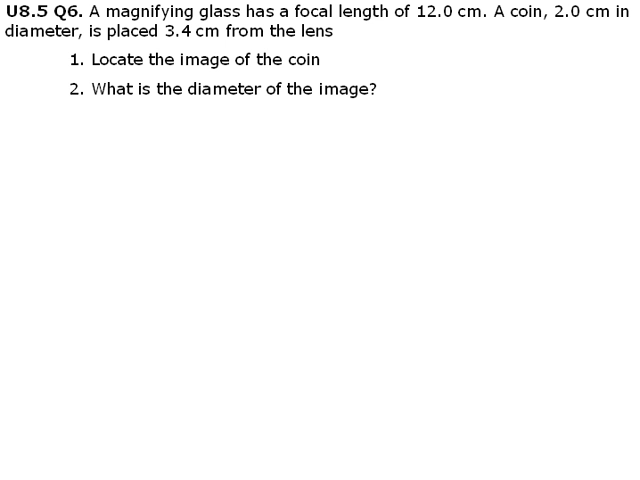 U8.5 Q6. A magnifying glass has a focal length of 12.0 cm. A coin, 2.0 cm in
diameter, is placed 3.4 cm from the lens
1. Locate the image of the coin
2. What is the diameter of the image?